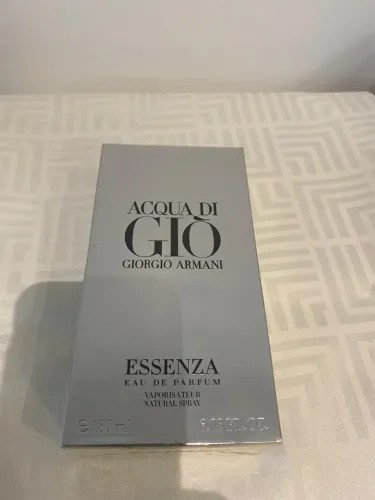 ACQUA DI
GIÒ
GIORGIO ARMANI
ESSENZA
EAU DE PARFUM
VAPORISATEUR
NATURAL SPRAY